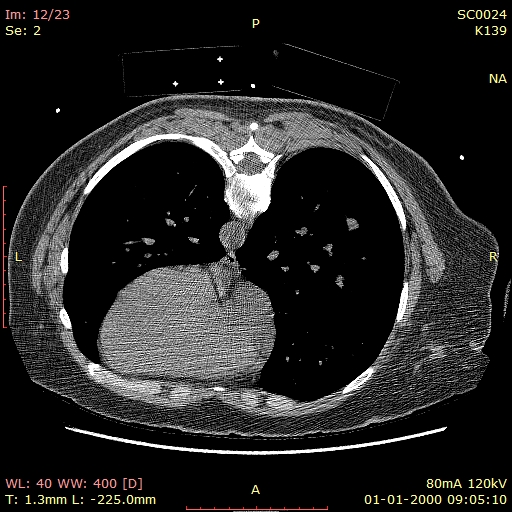 Im: 12/23
Se: 2
P
SC0024
K139
NA
L
R
WL: 40 WW: 400 [D]
T: 1.3mm L: -225.0mm
A
80mA 120kV
01-01-2000 09:05:10